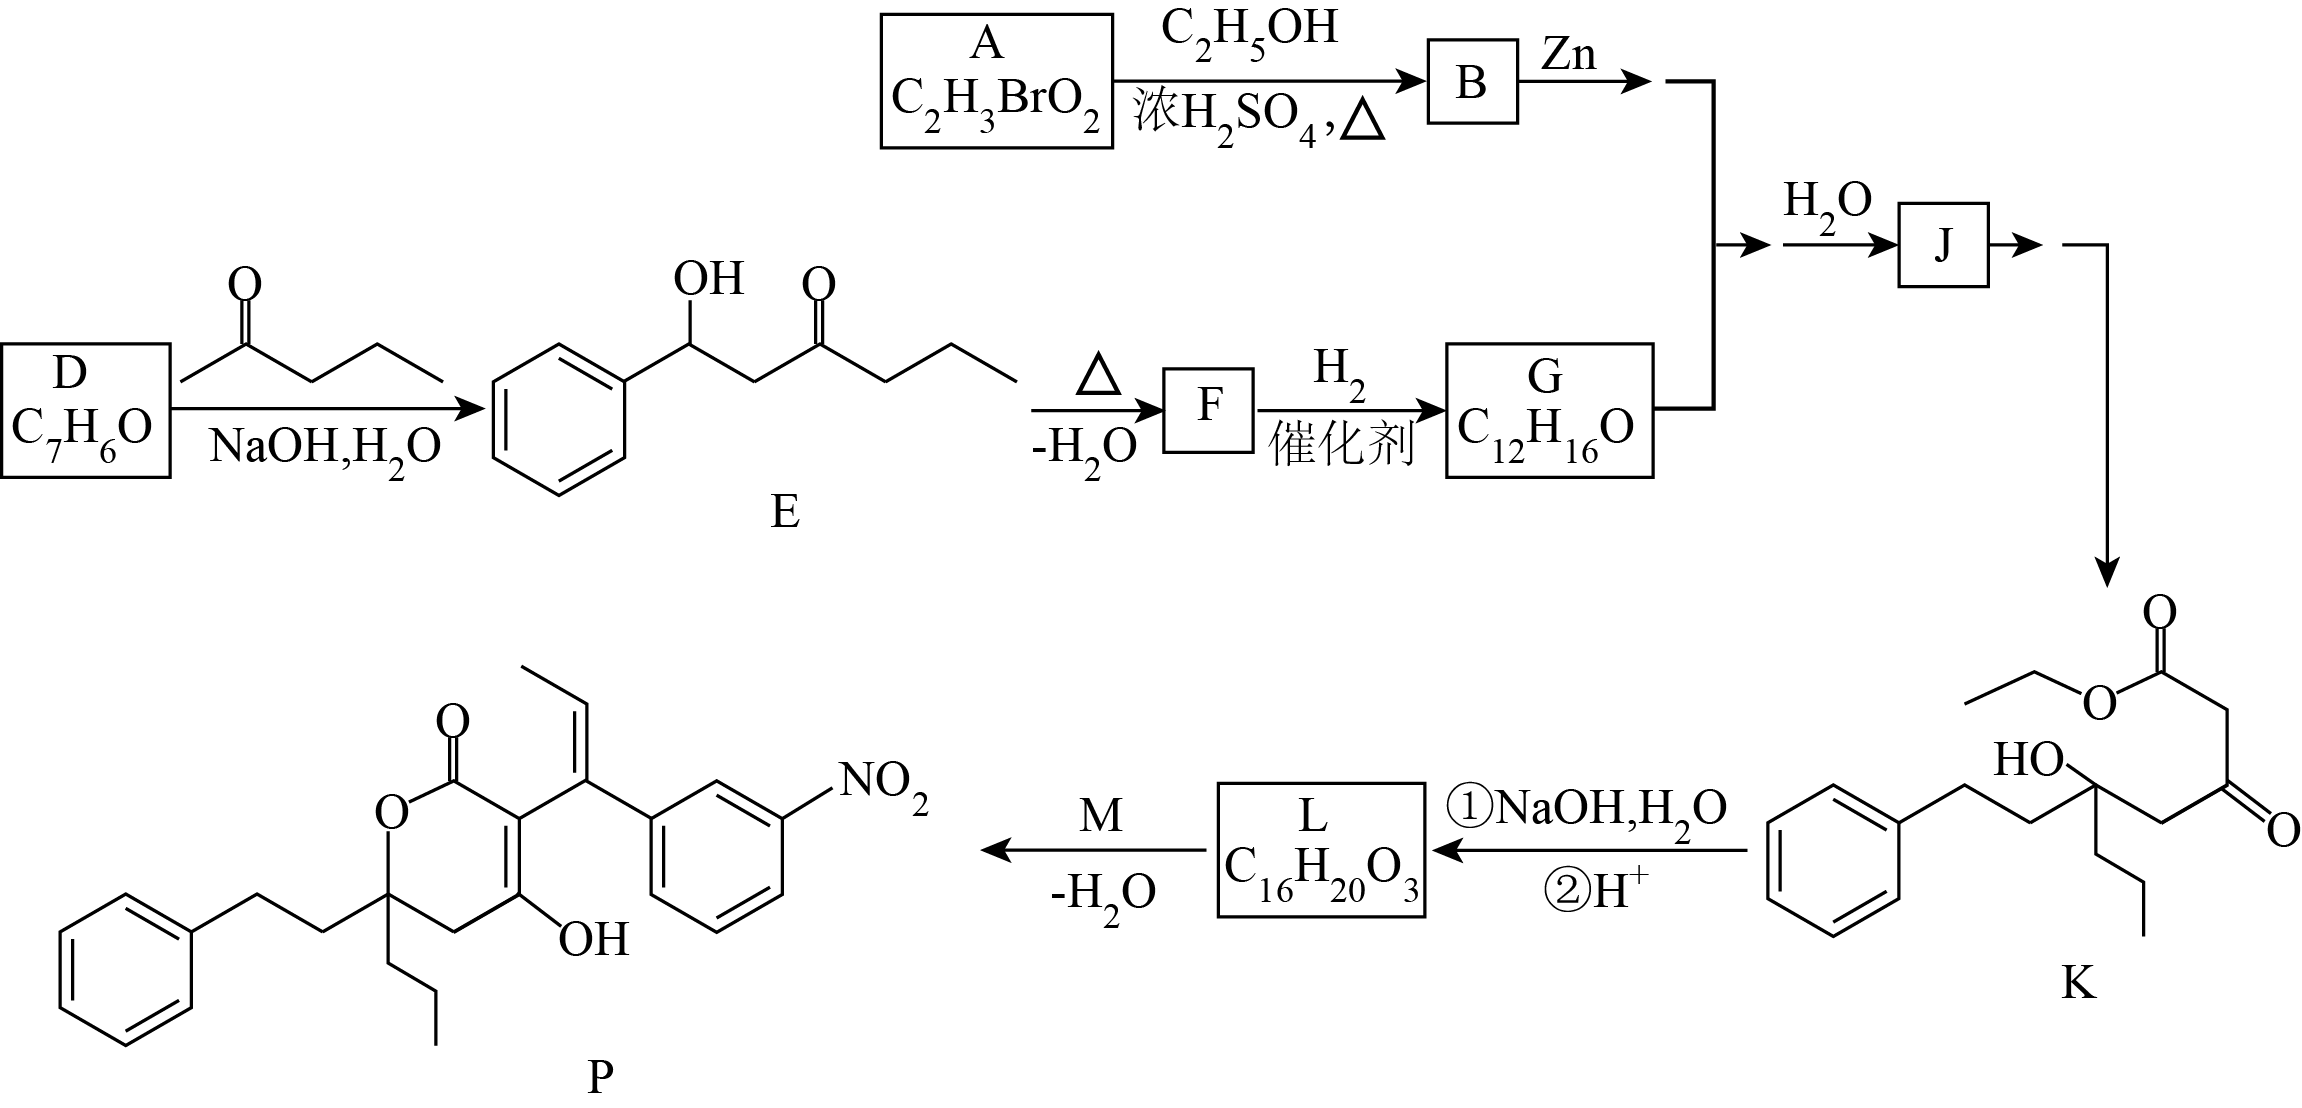 A
C₂H₃BrO₂
C₂H₅OH
浓H₂SO₄,△
B
Zn
H₂O
J
D
C₇H₆O
O
NaOH,H₂O
OH
O
E
△
-H₂O
F
H₂
催化剂
G
C₁₂H₁₆O
O
O
HO
O
K
①NaOH,H₂O
②H⁺
L
C₁₆H₂₀O₃
M
-H₂O
O
O
NO₂
OH
P